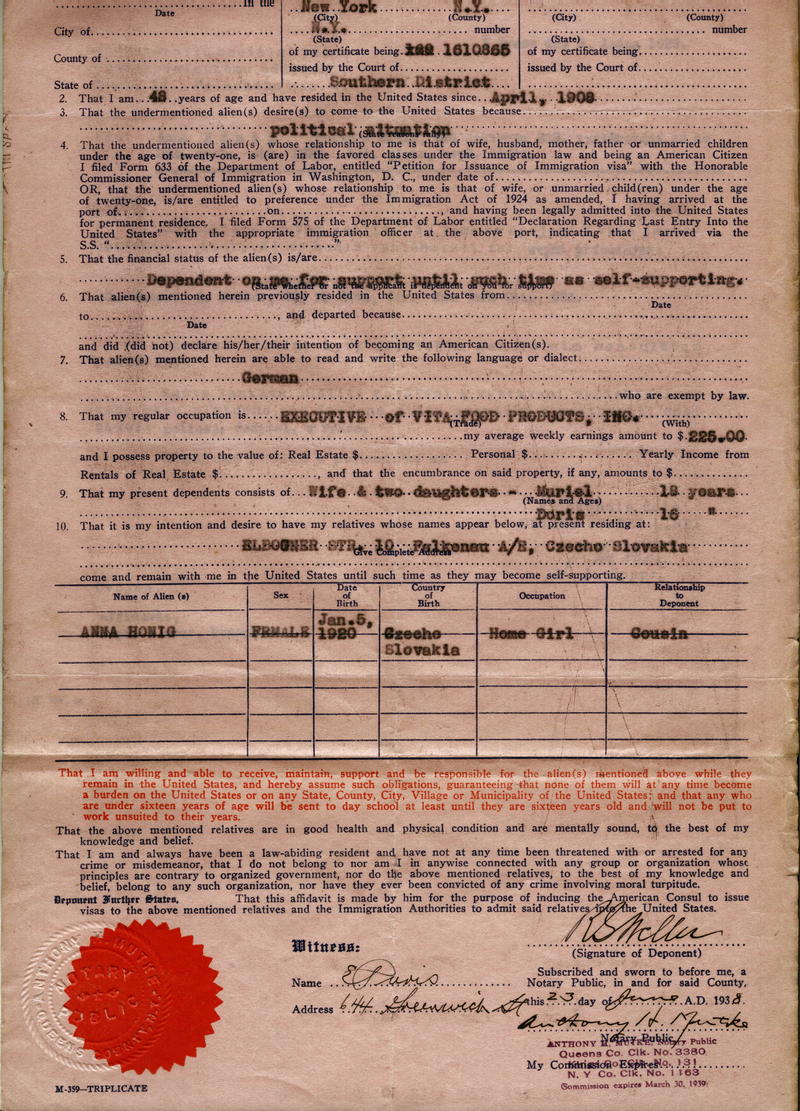 in the New York N.Y.
Date (City) (County) (City) (County)
City of N.Y. number number
(State) (State)
County of of my certificate being 1610865 of my certificate being
issued by the Court of issued by the Court of
State of Southern District
2. That I am 48 years of age and have resided in the United States since April, 1908
3. That the undermentioned alien(s) desire(s) to come to the United States because
political situation
4. That the undermentioned alien(s) whose relationship to me is that of wife, husband, mother, father or unmarried children
under the age of twenty-one, is (are) in the favored classes under the Immigration law and being an American Citizen
I filed Form 633 of the Department of Labor, entitled "Petition for Issuance of Immigration visa" with the Honorable
Commissioner General of Immigration in Washington, D. C., under date of
OR, that the undermentioned alien(s) whose relationship to me is that of wife, or unmarried child(ren) under the age
of twenty-one, is/are entitled to preference under the Immigration Act of 1924 as amended, I having arrived at the
port of on , and having been legally admitted into the United States
for permanent residence, I filed Form 575 of the Department of Labor entitled "Declaration Regarding Last Entry Into the
United States" with the appropriate immigration officer at the above port, indicating that I arrived via the
S.S. " "
5. That the financial status of the alien(s) is/are
Dependent on me for support until such time as self-supporting.
(State whether or not the applicant is dependent on you for support)
6. That alien(s) mentioned herein previously resided in the United States from
Date
to , and departed because
Date
and did (did not) declare his/her/their intention of becoming an American Citizen(s).
7. That alien(s) mentioned herein are able to read and write the following language or dialect
German
who are exempt by law.
8. That my regular occupation is EXECUTIVE of VITA FOOD PRODUCTS, INC.
(Trade) (With)
my average weekly earnings amount to $ 225.00
and I possess property to the value of: Real Estate $ Personal $ Yearly Income from
Rentals of Real Estate $ , and that the encumbrance on said property, if any, amounts to $
9. That my present dependents consists of Wife & two daughters - Muriel 18 years
(Names and Ages)
Doris 16 "
10. That it is my intention and desire to have my relatives whose names appear below, at present residing at:
STR. 10 Falkenau A/E, Czecho Slovakia
Give Complete Address
come and remain with me in the United States until such time as they may become self-supporting.
Name of Alien (s) Sex Date of Birth Country of Birth Occupation Relationship to Deponent
Jan. 5,
ANNA HONIG FEMALE 1920 Czecho Home Girl Cousin
Slovakia
That I am willing and able to receive, maintain, support and be responsible for the alien(s) mentioned above while they
remain in the United States, and hereby assume such obligations, guaranteeing that none of them will at any time become
a burden on the United States or on any State, County, City, Village or Municipality of the United States; and that any who
are under sixteen years of age will be sent to day school at least until they are sixteen years old and will not be put to
work unsuited to their years.
That the above mentioned relatives are in good health and physical condition and are mentally sound, to the best of my
knowledge and belief.
That I am and always have been a law-abiding resident and have not at any time been threatened with or arrested for any
crime or misdemeanor, that I do not belong to nor am I in anywise connected with any group or organization whose
principles are contrary to organized government, nor do the above mentioned relatives, to the best of my knowledge and
belief, belong to any such organization, nor have they ever been convicted of any crime involving moral turpitude.
Deponent Further States, That this affidavit is made by him for the purpose of inducing the American Consul to issue
visas to the above mentioned relatives and the Immigration Authorities to admit said relatives into the United States.
Witness:
(Signature of Deponent)
Subscribed and sworn to before me, a
Name Notary Public, in and for said County,
Address 644 Greenwich St this 23 day of June A.D. 1938.
Anthony
Notary Public
ANTHONY Public
Queens Co. Clk. No. 3380
My Commission Expires
N. Y Co. Clk. No. 1163
Commission expires March 30, 1939
NOTARY
PUBLIC
QUEENS COUNTY
M-359—TRIPLICATE